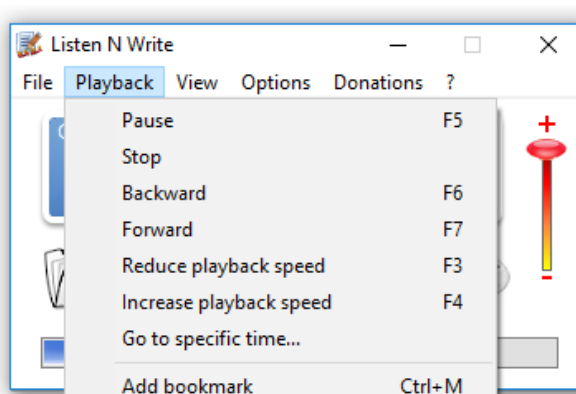 Listen N Write
File Playback View Options Donations ?
Pause F5
Stop
Backward F6
Forward F7
Reduce playback speed F3
Increase playback speed F4
Go to specific time...
Add bookmark Ctrl+M